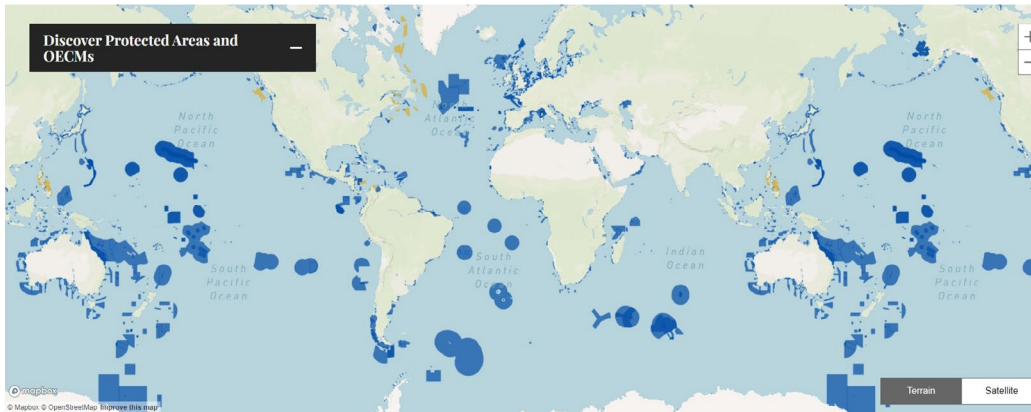 Discover Protected Areas and
OECMs
−
+
−
North
Pacific
Ocean
Atlantic
Ocean
North
Pacific
Ocean
South
Pacific
Ocean
South
Atlantic
Ocean
Indian
Ocean
South
Pacific
Ocean
mapbox
Terrain
Satellite
© Mapbox © OpenStreetMap Improve this map